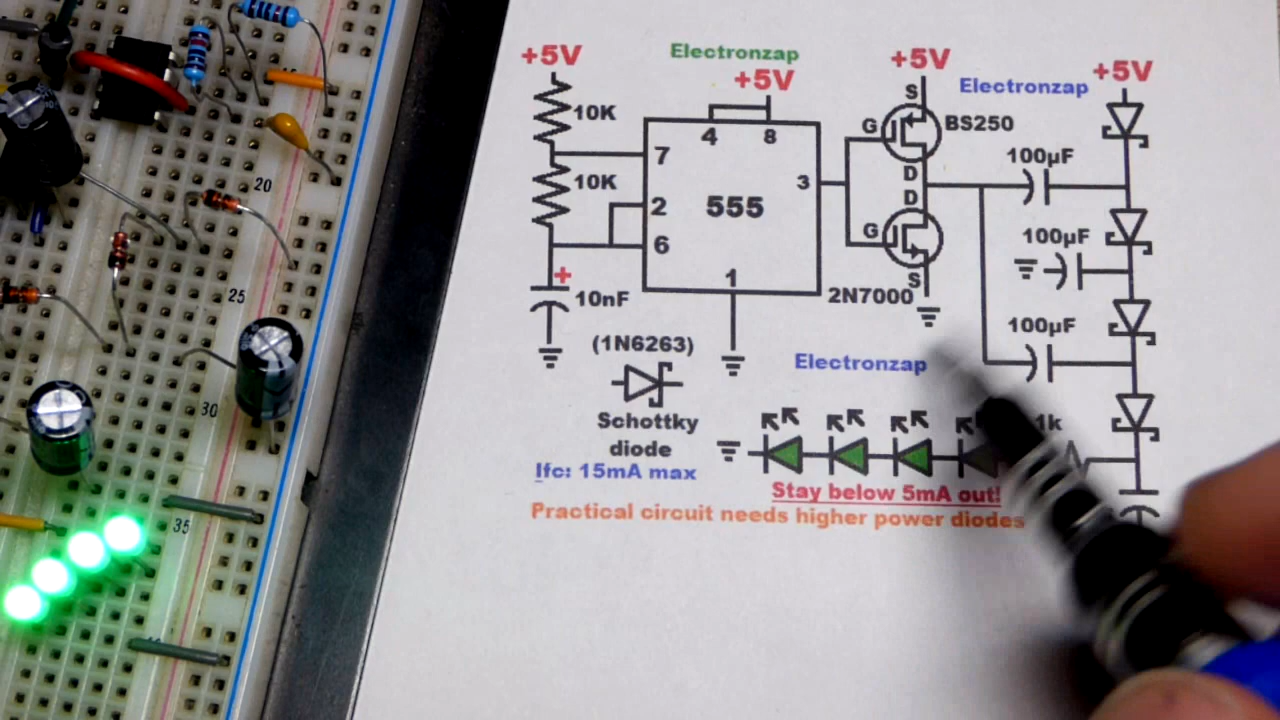 20
25
30
35
+5V
Electronzap
+5V
+5V
S
Electronzap
+5V
10K
4
8
G
BS250
7
3
D
100µF
10K
2
555
D
6
G
100µF
+
1
S
10nF
2N7000
100µF
(1N6263)
Electronzap
Schottky
diode
1k
Ifc: 15mA max
Stay below 5mA out!
Practical circuit needs higher power diodes